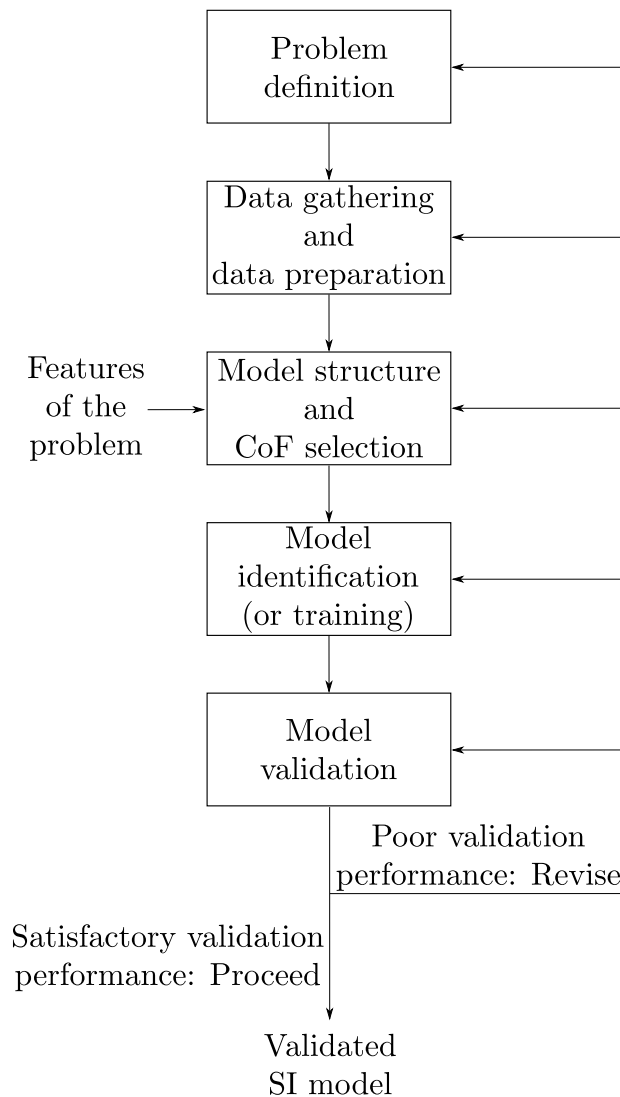 Problem
definition
Data gathering
and
data preparation
Features
of the
problem
Model structure
and
CoF selection
Model
identification
(or training)
Model
validation
Poor validation
performance: Revise
Satisfactory validation
performance: Proceed
Validated
SI model